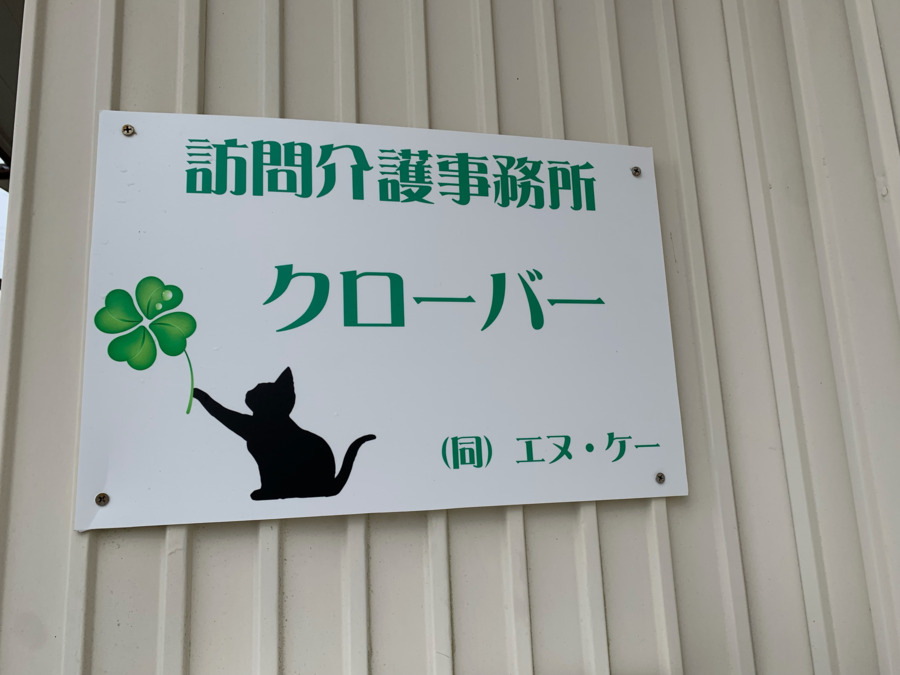 訪問介護事務所
クローバー
(同) エヌ・ケー